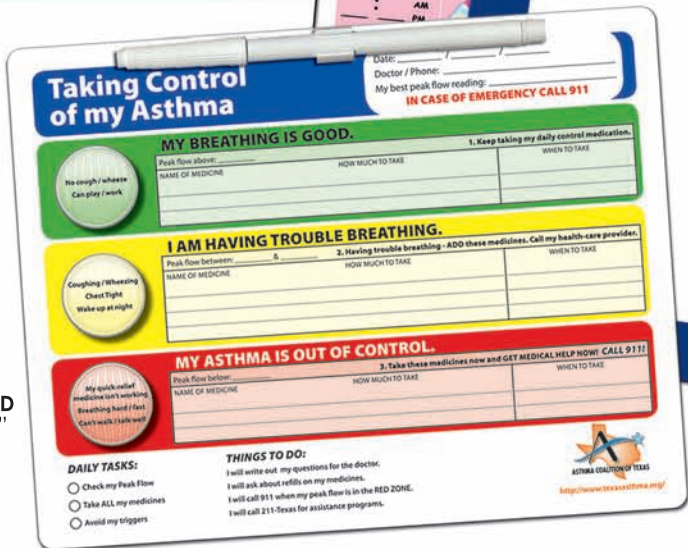 AM
PM
Taking Control
of my Asthma
Date: ______ / ______ / ______
Doctor / Phone: ______
My best peak flow reading: ______
IN CASE OF EMERGENCY CALL 911
No cough / wheeze
Can play / work
MY BREATHING IS GOOD.
Peak flow above: ______ 1. Keep taking my daily control medication.
NAME OF MEDICINE HOW MUCH TO TAKE WHEN TO TAKE
Coughing / Wheezing
Chest Tight
Wake up at night
I AM HAVING TROUBLE BREATHING.
Peak flow between: ______ & ______ 2. Having trouble breathing - ADD these medicines. Call my health-care provider.
NAME OF MEDICINE HOW MUCH TO TAKE WHEN TO TAKE
My quick-relief
medicine isn't working
Breathing hard / fast
Can't walk / talk well
MY ASTHMA IS OUT OF CONTROL.
Peak flow below: ______ 3. Take these medicines now and GET MEDICAL HELP NOW! CALL 911!
NAME OF MEDICINE HOW MUCH TO TAKE WHEN TO TAKE
D
"
DAILY TASKS:
Check my Peak Flow
Take ALL my medicines
Avoid my triggers
THINGS TO DO:
I will write out my questions for the doctor.
I will ask about refills on my medicines.
I will call 911 when my peak flow is in the RED ZONE.
I will call 211-Texas for assistance programs.
ASTHMA COALITION OF TEXAS
http://www.texasasthma.org/